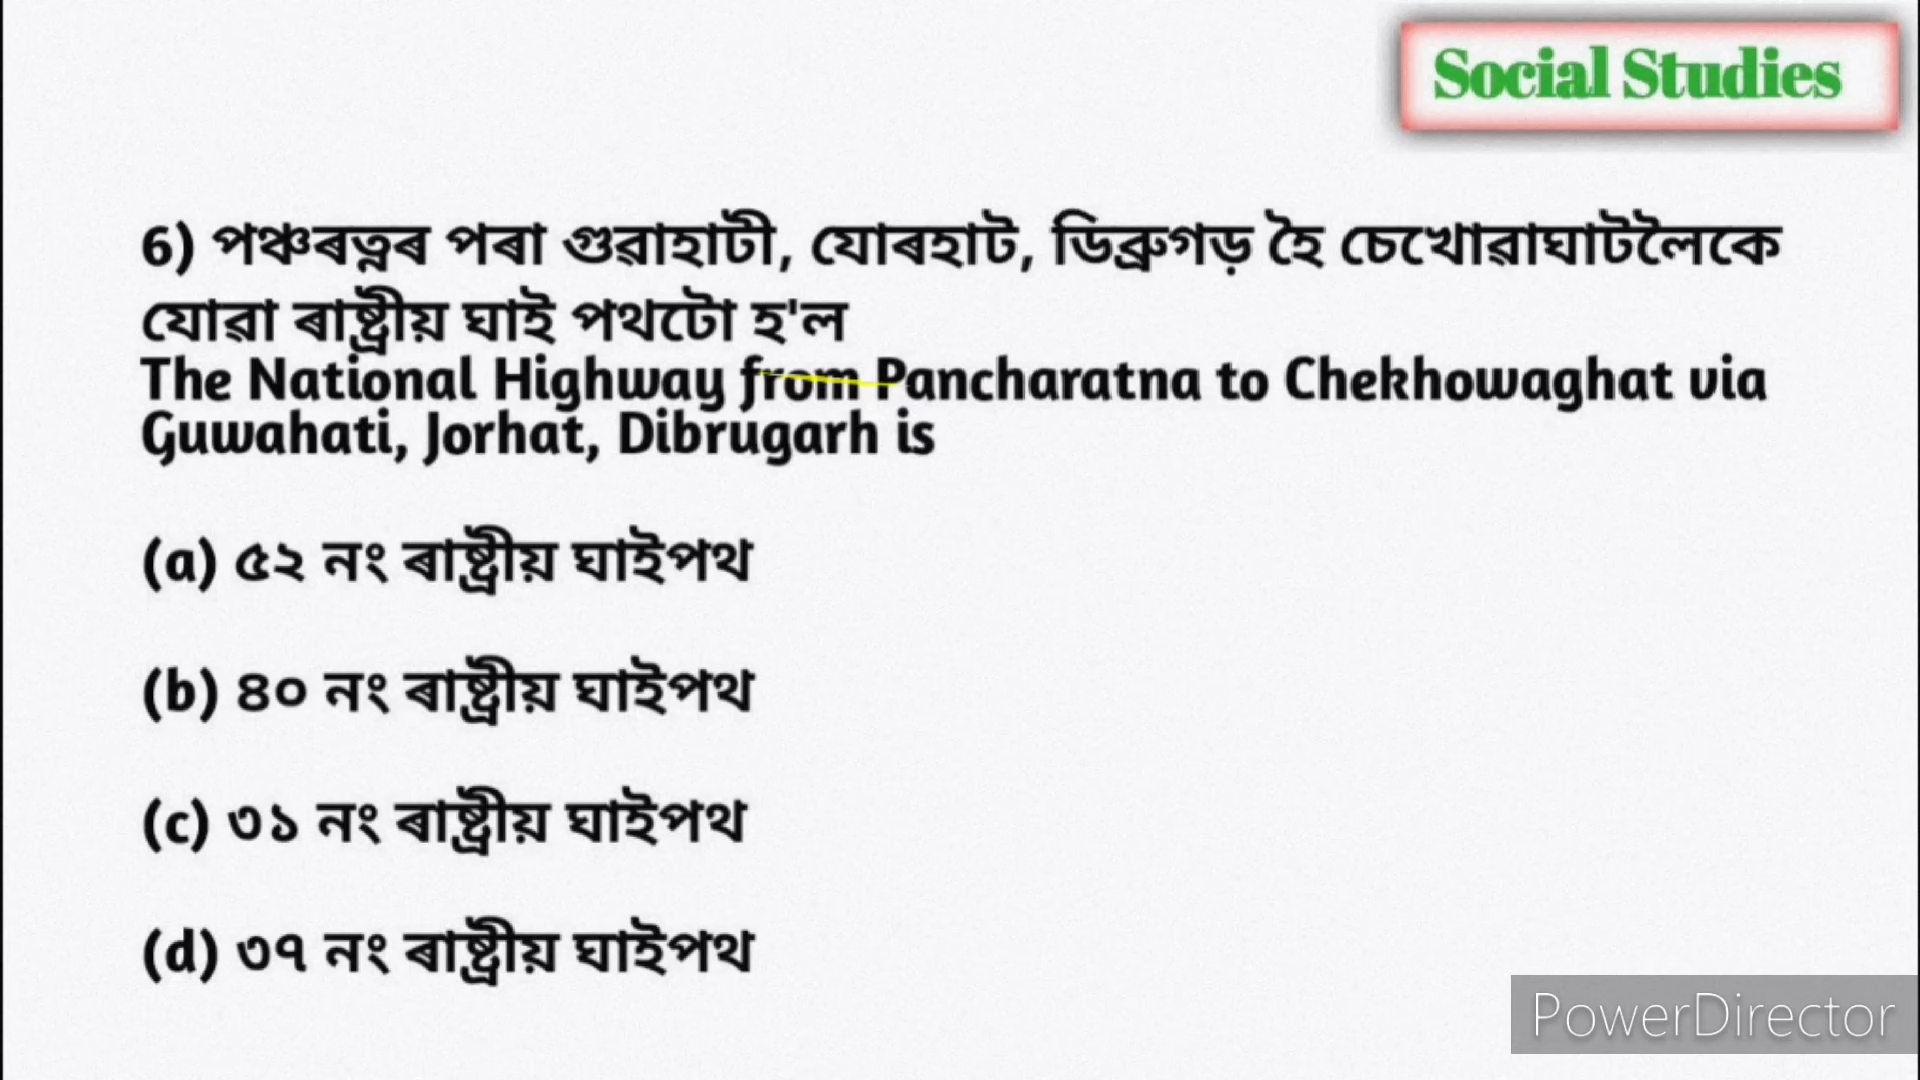 Social Studies
6) পঞ্চৰত্নৰ পৰা গুৱাহাটী, যোৰহাট, ডিব্ৰুগড় হৈ চেখোৱাঘাটলৈকে
যোৱা ৰাষ্ট্ৰীয় ঘাই পথটো হ'ল
The National Highway from Pancharatna to Chekhowaghat via
Guwahati, Jorhat, Dibrugarh is
(a) ৫২ নং ৰাষ্ট্ৰীয় ঘাইপথ
(b) ৪০ নং ৰাষ্ট্ৰীয় ঘাইপথ
(c) ৩১ নং ৰাষ্ট্ৰীয় ঘাইপথ
(d) ৩৭ নং ৰাষ্ট্ৰীয় ঘাইপথ
PowerDirector